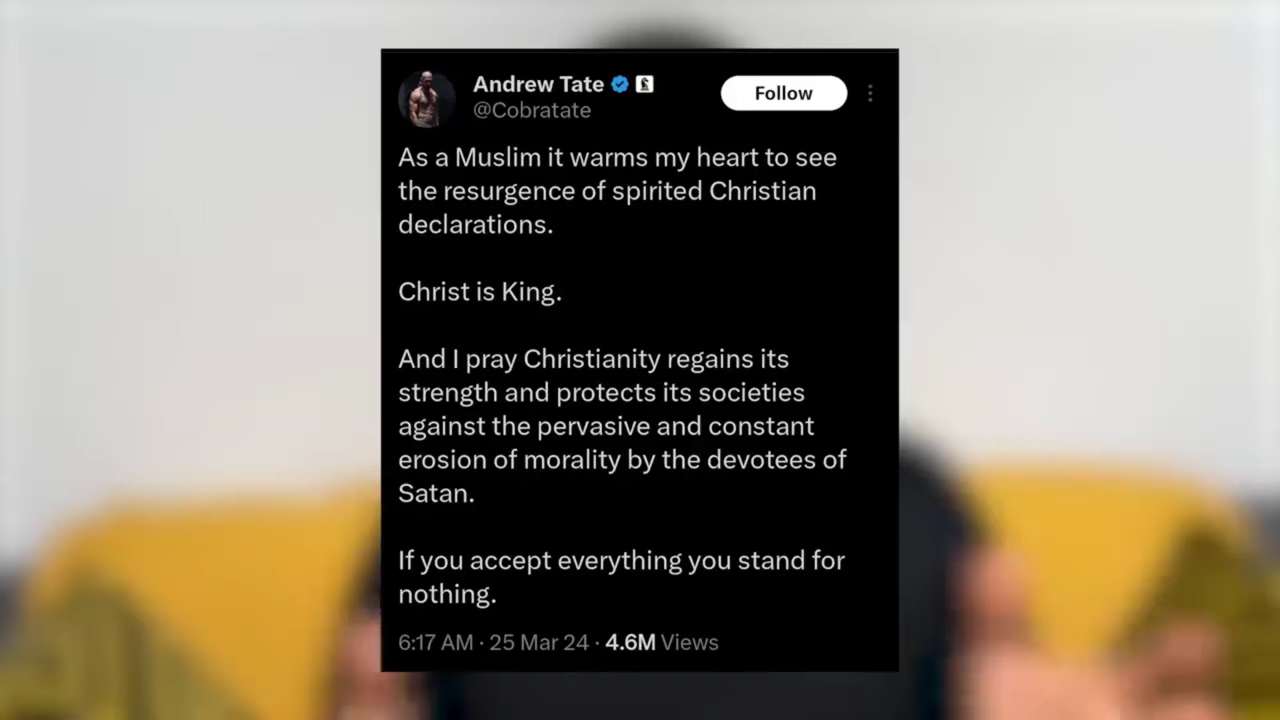 Andrew Tate
Follow
@Cobratate
As a Muslim it warms my heart to see
the resurgence of spirited Christian
declarations.
Christ is King.
And I pray Christianity regains its
strength and protects its societies
against the pervasive and constant
erosion of morality by the devotees of
Satan.
If you accept everything you stand for
nothing.
6:17 AM · 25 Mar 24 · 4.6M Views